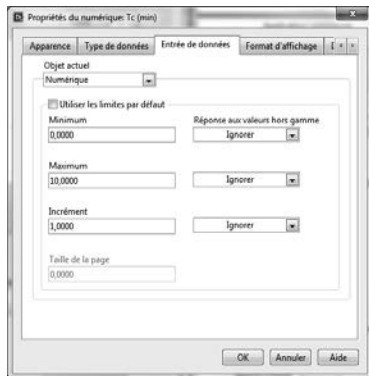 Propriétés du numérique: Tc (min)
Apparence Type de données Entrée de données Format d'affichage
Objet actuel
Numérique
Utiliser les limites par défaut
Minimum Réponse aux valeurs hors gamme
0,0000 Ignorer
Maximum
10,0000 Ignorer
Incrément
1,0000 Ignorer
Taille de la page
0,0000
OK Annuler Aide